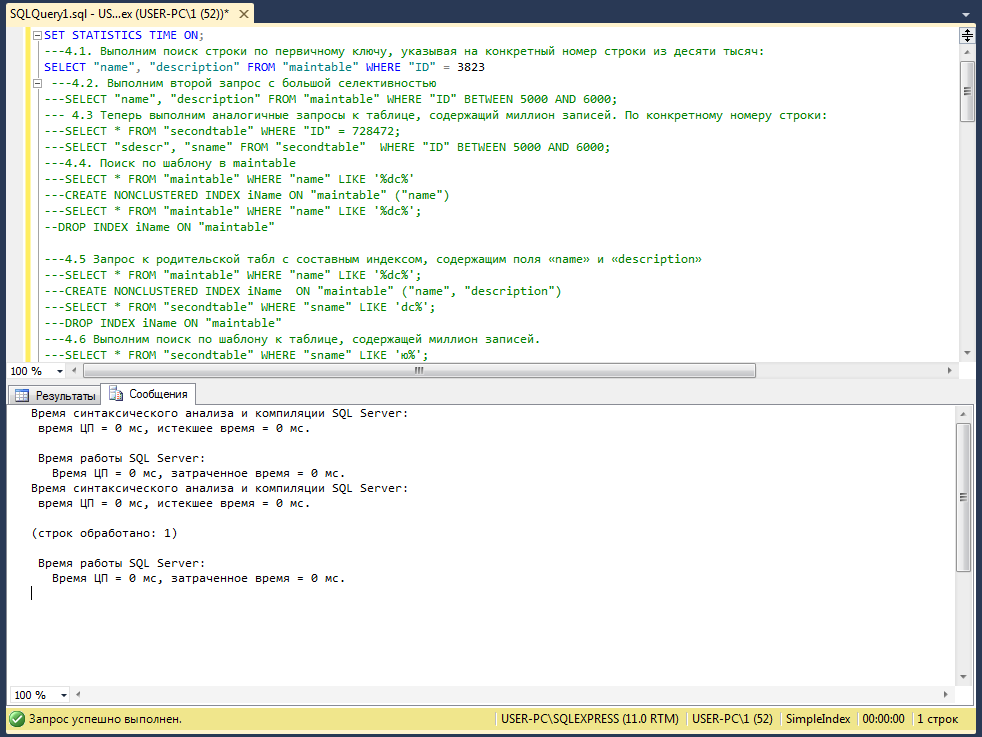 SQLQuery1.sql - US...ex (USER-PC\1 (52))*
SET STATISTICS TIME ON;
---4.1. Выполним поиск строки по первичному ключу, указывая на конкретный номер строки из десяти тысяч:
SELECT "name", "description" FROM "maintable" WHERE "ID" = 3823
---4.2. Выполним второй запрос с большой селективностью
---SELECT "name", "description" FROM "maintable" WHERE "ID" BETWEEN 5000 AND 6000;
--- 4.3 Теперь выполним аналогичные запросы к таблице, содержащий миллион записей. По конкретному номеру строки:
---SELECT * FROM "secondtable" WHERE "ID" = 728472;
---SELECT "sdescr", "sname" FROM "secondtable"  WHERE "ID" BETWEEN 5000 AND 6000;
---4.4. Поиск по шаблону в maintable
---SELECT * FROM "maintable" WHERE "name" LIKE '%dc%'
---CREATE NONCLUSTERED INDEX iName ON "maintable" ("name")
---SELECT * FROM "maintable" WHERE "name" LIKE '%dc%';
--DROP INDEX iName ON "maintable"
---4.5 Запрос к родительской табл с составным индексом, содержащим поля «name» и «description»
---SELECT * FROM "maintable" WHERE "name" LIKE '%dc%';
---CREATE NONCLUSTERED INDEX iName  ON "maintable" ("name", "description")
---SELECT * FROM "secondtable" WHERE "sname" LIKE 'dc%';
---DROP INDEX iName ON "maintable"
---4.6 Выполним поиск по шаблону к таблице, содержащей миллион записей.
---SELECT * FROM "secondtable" WHERE "sname" LIKE 'ю%';
100 %
Результаты Сообщения
Время синтаксического анализа и компиляции SQL Server:
время ЦП = 0 мс, истекшее время = 0 мс.
Время работы SQL Server:
Время ЦП = 0 мс, затраченное время = 0 мс.
Время синтаксического анализа и компиляции SQL Server:
время ЦП = 0 мс, истекшее время = 0 мс.
(строк обработано: 1)
Время работы SQL Server:
Время ЦП = 0 мс, затраченное время = 0 мс.
100 %
Запрос успешно выполнен. USER-PC\SQLEXPRESS (11.0 RTM) USER-PC\1 (52) SimpleIndex 00:00:00 1 строк